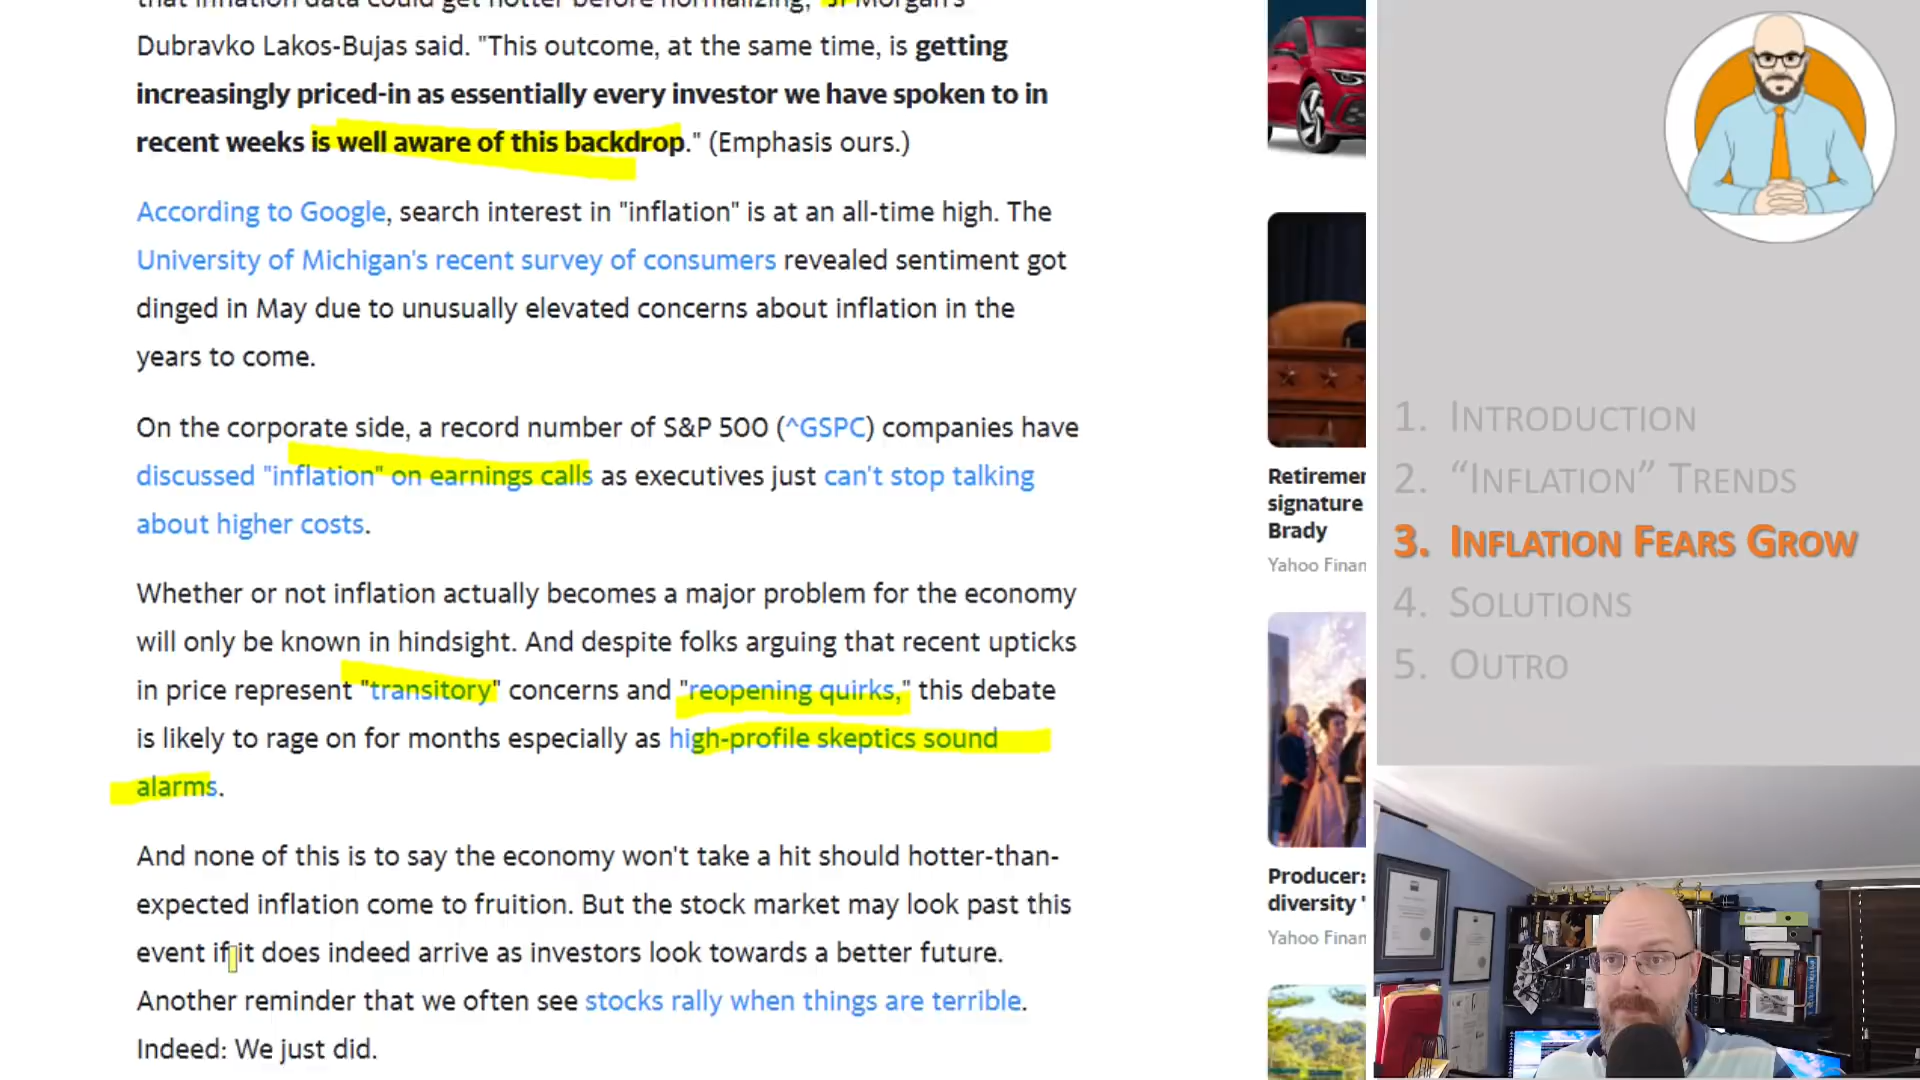 that inflation data could get hotter before normalizing," JPMorgan's
Dubravko Lakos-Bujas said. "This outcome, at the same time, is getting
increasingly priced-in as essentially every investor we have spoken to in
recent weeks is well aware of this backdrop." (Emphasis ours.)
According to Google, search interest in "inflation" is at an all-time high. The
University of Michigan's recent survey of consumers revealed sentiment got
dinged in May due to unusually elevated concerns about inflation in the
years to come.
On the corporate side, a record number of S&P 500 (^GSPC) companies have
discussed "inflation" on earnings calls as executives just can't stop talking
about higher costs.
Whether or not inflation actually becomes a major problem for the economy
will only be known in hindsight. And despite folks arguing that recent upticks
in price represent "transitory" concerns and "reopening quirks," this debate
is likely to rage on for months especially as high-profile skeptics sound
alarms.
And none of this is to say the economy won't take a hit should hotter-than-
expected inflation come to fruition. But the stock market may look past this
event if it does indeed arrive as investors look towards a better future.
Another reminder that we often see stocks rally when things are terrible.
Indeed: We just did.
Retiremen
signature
Brady
Yahoo Finan
Producer:
diversity '
Yahoo Finan
1. Introduction
2. “Inflation” Trends
3. Inflation Fears Grow
4. Solutions
5. Outro